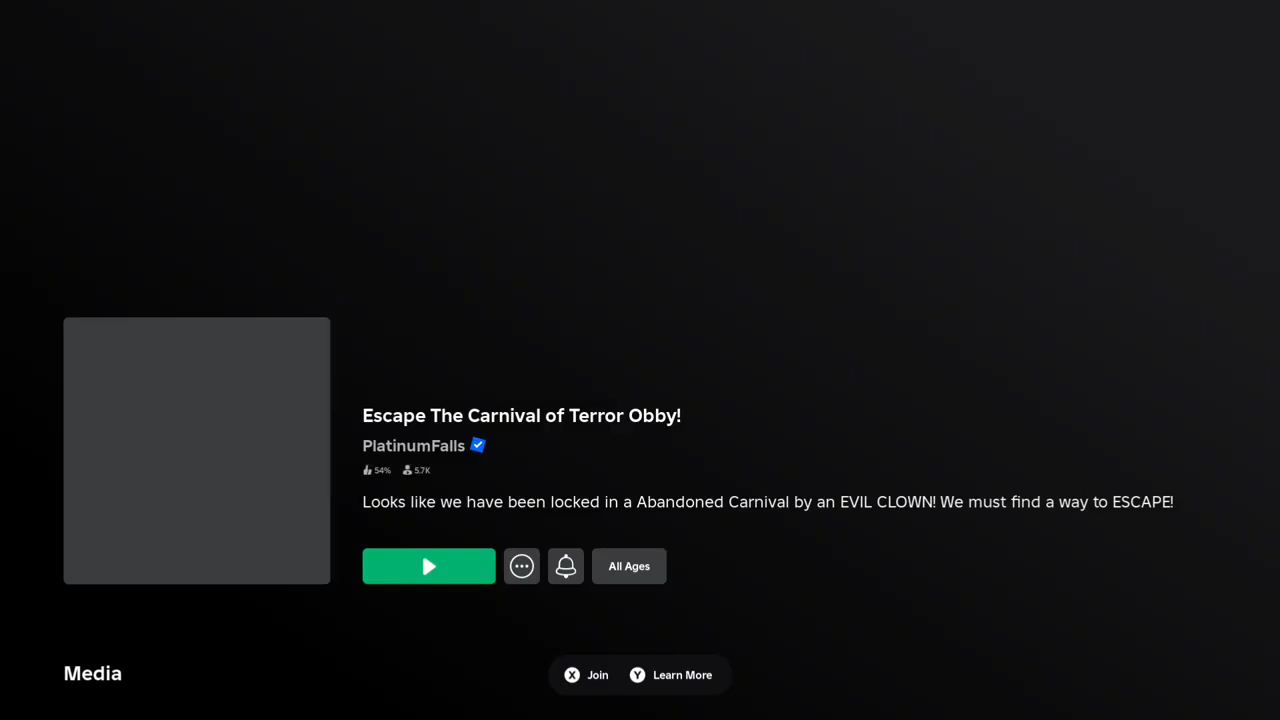 Escape The Carnival of Terror Obby!
PlatinumFalls
54% 5.7K
Looks like we have been locked in a Abandoned Carnival by an EVIL CLOWN! We must find a way to ESCAPE!
All Ages
Media
X Join Y Learn More